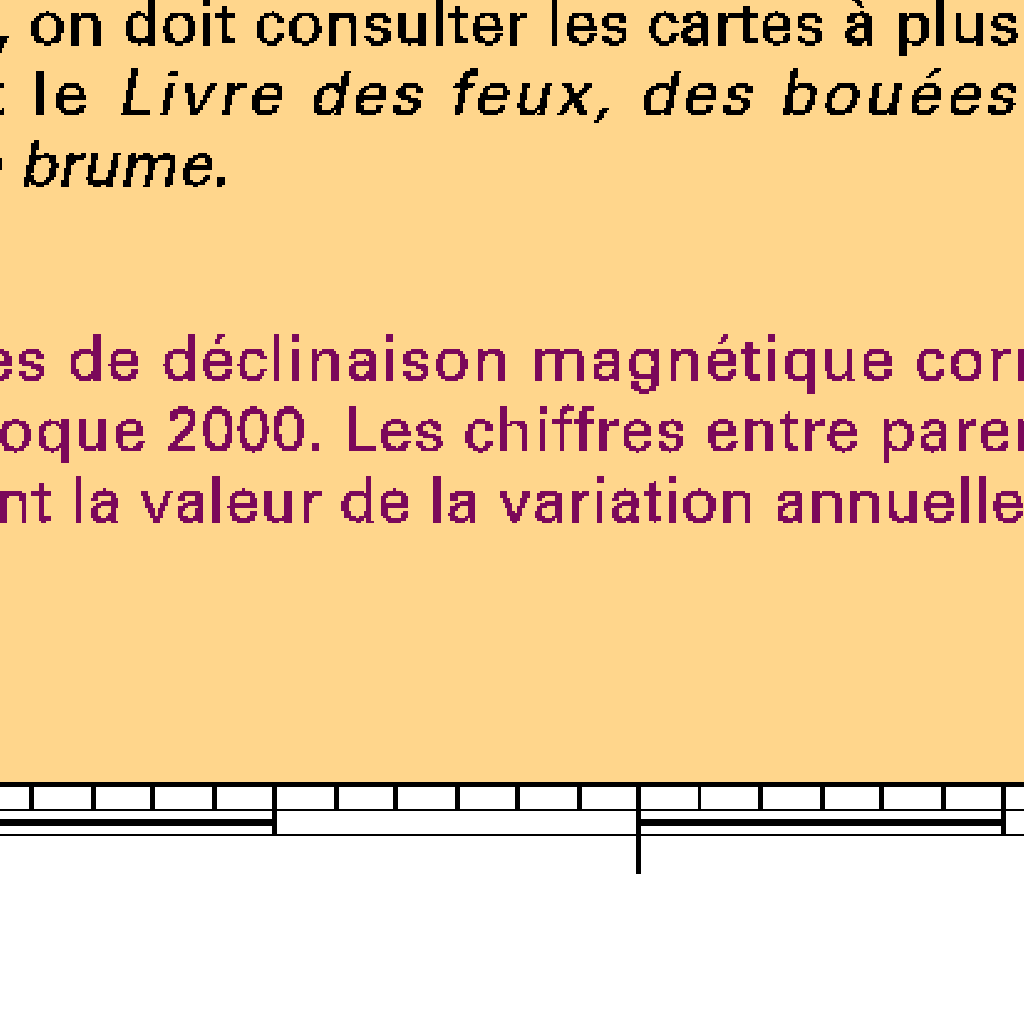 , on doit consulter les cartes à plus
t le Livre des feux, des bouées
brume.
es de déclinaison magnétique corr
oque 2000. Les chiffres entre paren
nt la valeur de la variation annuelle